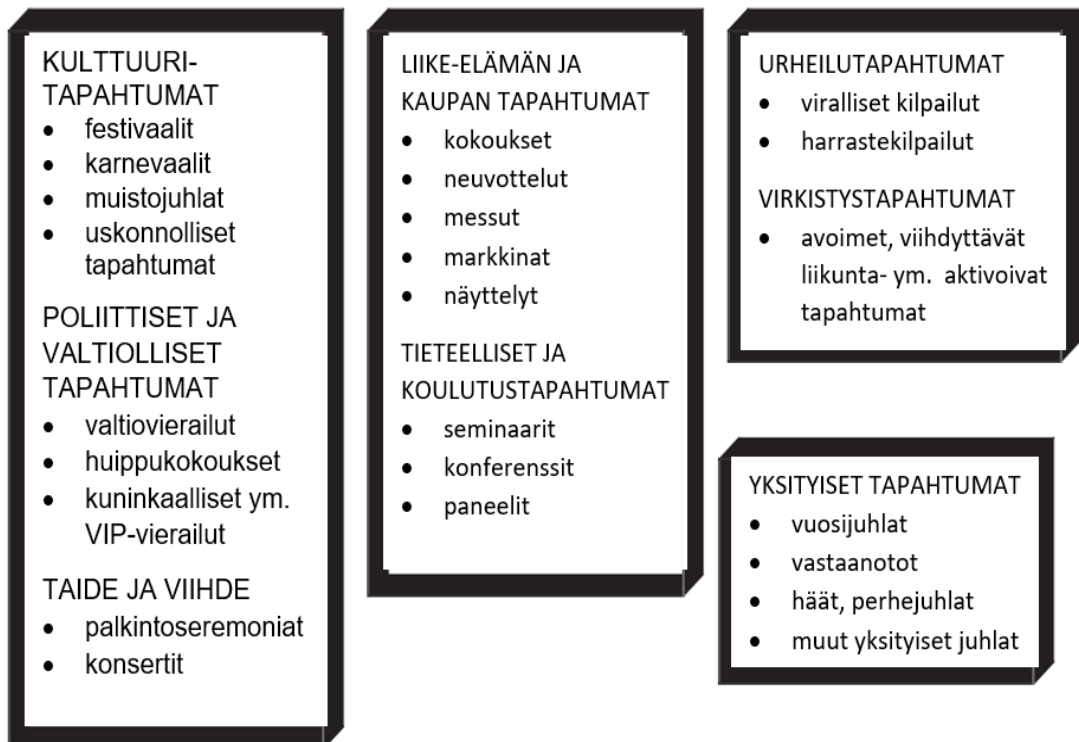 KULTTUURI-
TAPAHTUMAT
• festivaalit
• karnevaalit
• muistojuhlat
• uskonnolliset
tapahtumat
POLIITTISET JA
VALTIOLLISET
TAPAHTUMAT
• valtiovierailut
• huippukokoukset
• kuninkaalliset ym.
VIP-vierailut
TAIDE JA VIIHDE
• palkintoseremoniat
• konsertit
LIIKE-ELÄMÄN JA
KAUPAN TAPAHTUMAT
• kokoukset
• neuvottelut
• messut
• markkinat
• näyttelyt
TIETEELLISET JA
KOULUTUSTAPAHTUMAT
• seminaarit
• konferenssit
• paneelit
URHEILUTAPAHTUMAT
• viralliset kilpailut
• harrastekilpailut
VIRKISTYSTAPAHTUMAT
• avoimet, viihdyttävät
liikunta- ym. aktivoivat
tapahtumat
YKSITYISET TAPAHTUMAT
• vuosijuhlat
• vastaanotot
• häät, perhejuhlat
• muut yksityiset juhlat